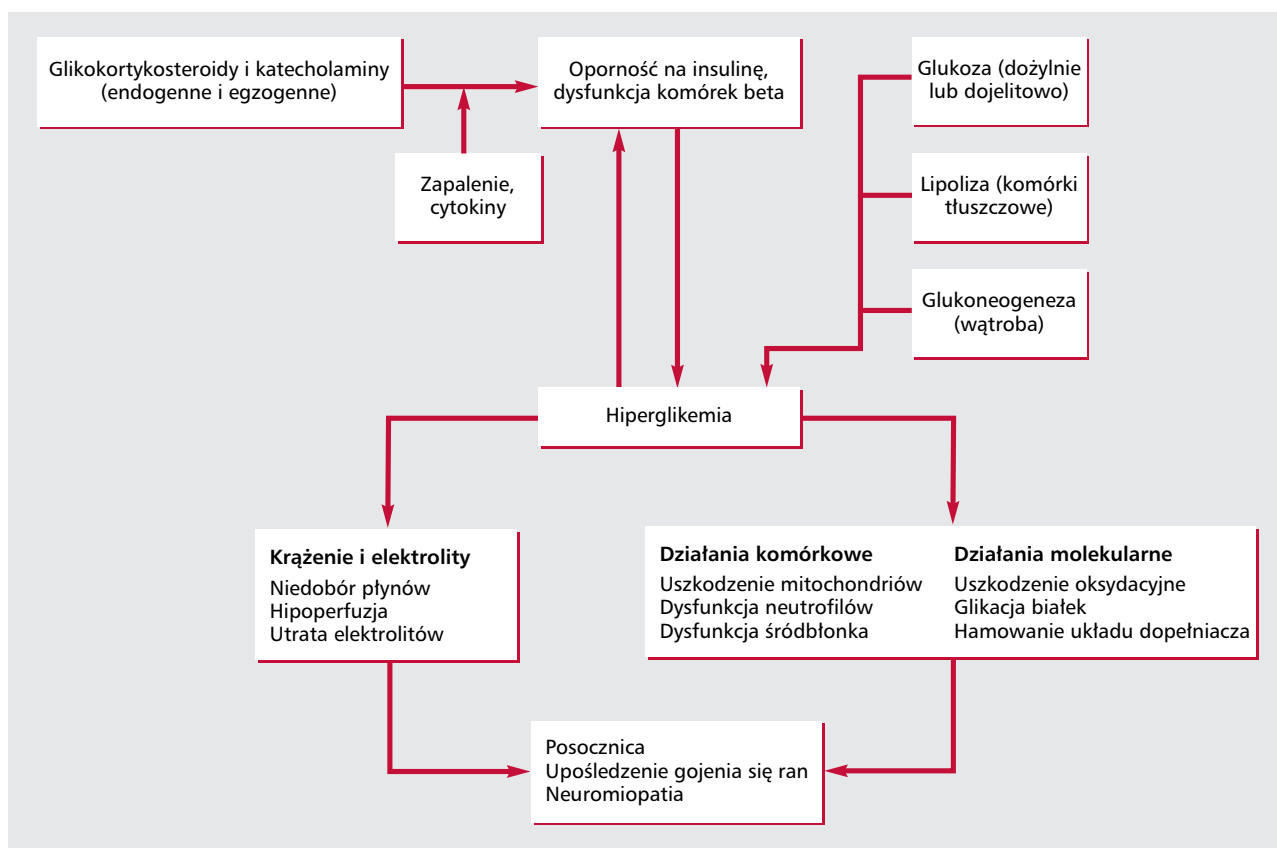 Glikokortykosteroidy i katecholaminy
(endogenne i egzogenne)
Oporność na insulinę,
dysfunkcja komórek beta
Glukoza (dożylnie
lub dojelitowo)
Zapalenie,
cytokiny
Lipoliza (komórki
tłuszczowe)
Glukoneogeneza
(wątroba)
Hiperglikemia
Krążenie i elektrolity
Niedobór płynów
Hipoperfuzja
Utrata elektrolitów
Działania komórkowe
Uszkodzenie mitochondriów
Dysfunkcja neutrofilów
Dysfunkcja śródbłonka
Działania molekularne
Uszkodzenie oksydacyjne
Glikacja białek
Hamowanie układu dopełniacza
Posocznica
Upośledzenie gojenia się ran
Neuromiopatia